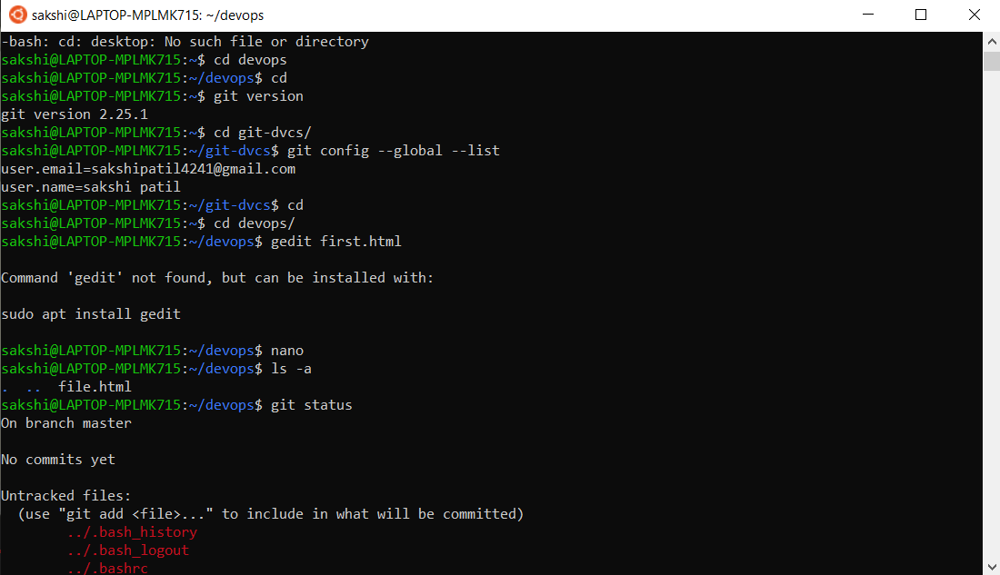 sakshi@LAPTOP-MPLMK715: ~/devops
-bash: cd: desktop: No such file or directory
sakshi@LAPTOP-MPLMK715:~$ cd devops
sakshi@LAPTOP-MPLMK715:~/devops$ cd
sakshi@LAPTOP-MPLMK715:~$ git version
git version 2.25.1
sakshi@LAPTOP-MPLMK715:~$ cd git-dvcs/
sakshi@LAPTOP-MPLMK715:~/git-dvcs$ git config --global --list
user.email=sakshipatil4241@gmail.com
user.name=sakshi patil
sakshi@LAPTOP-MPLMK715:~/git-dvcs$ cd
sakshi@LAPTOP-MPLMK715:~$ cd devops/
sakshi@LAPTOP-MPLMK715:~/devops$ gedit first.html
Command 'gedit' not found, but can be installed with:
sudo apt install gedit
sakshi@LAPTOP-MPLMK715:~/devops$ nano
sakshi@LAPTOP-MPLMK715:~/devops$ ls -a
.  ..  file.html
sakshi@LAPTOP-MPLMK715:~/devops$ git status
On branch master
No commits yet
Untracked files:
(use "git add <file>..." to include in what will be committed)
../.bash_history
../.bash_logout
../.bashrc